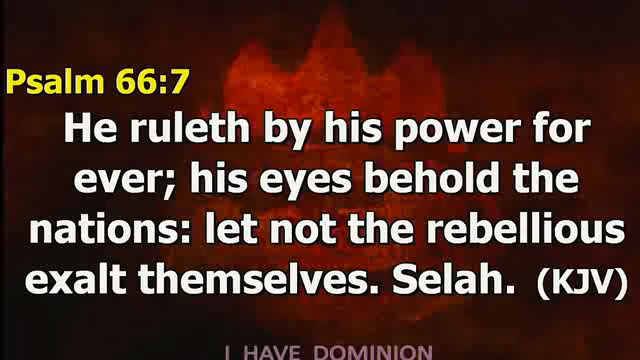 Psalm 66:7
He ruleth by his power for
ever; his eyes behold the
nations: let not the rebellious
exalt themselves. Selah. (KJV)
I HAVE DOMINION